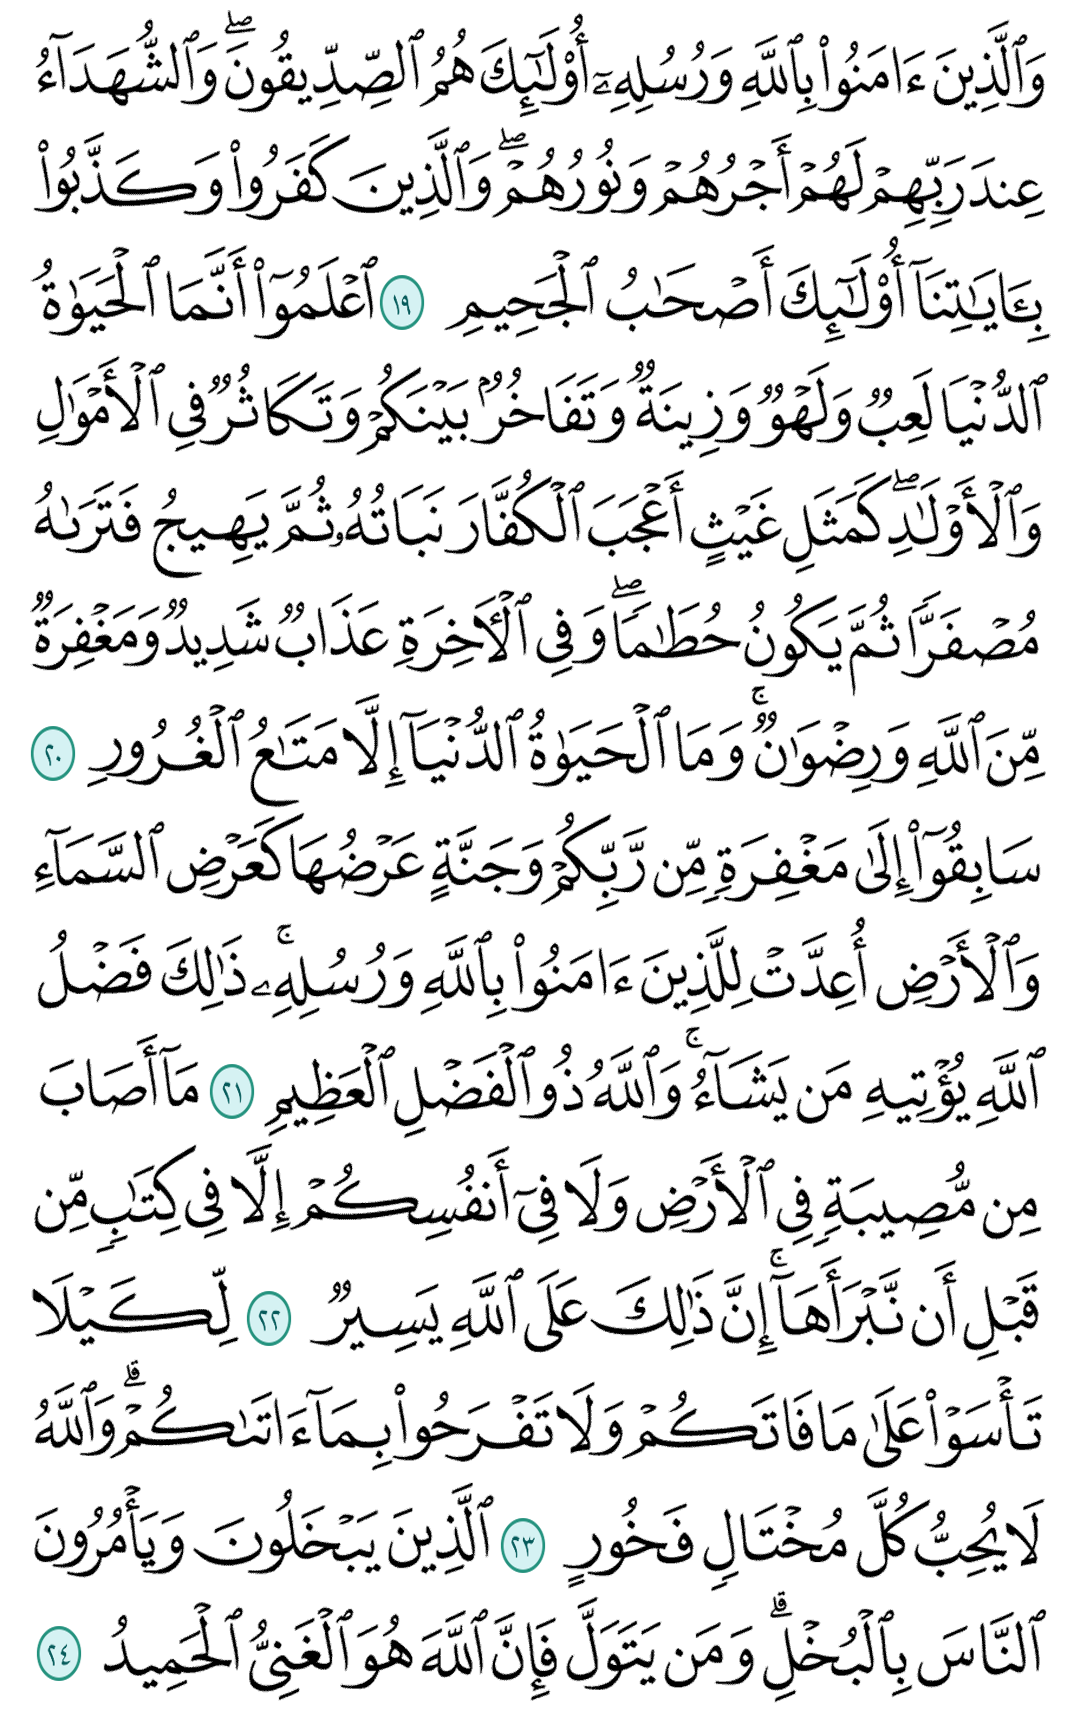 وَٱلَّذِينَ ءَامَنُوا۟ بِٱللَّهِ وَرُسُلِهِۦٓ أُو۟لَـٰٓئِكَ هُمُ ٱلصِّدِّيقُونَ ۖ وَٱلشُّهَدَآءُ
عِندَ رَبِّهِمْ لَهُمْ أَجْرُهُمْ وَنُورُهُمْ ۖ وَٱلَّذِينَ كَفَرُوا۟ وَكَذَّبُوا۟
بِـَٔايَـٰتِنَآ أُو۟لَـٰٓئِكَ أَصْحَـٰبُ ٱلْجَحِيمِ ١٩ ٱعْلَمُوٓا۟ أَنَّمَا ٱلْحَيَوٰةُ
ٱلدُّنْيَا لَعِبٌ وَلَهْوٌ وَزِينَةٌ وَتَفَاخُرٌۢ بَيْنَكُمْ وَتَكَاثُرٌ فِى ٱلْأَمْوَٰلِ
وَٱلْأَوْلَـٰدِ ۖ كَمَثَلِ غَيْثٍ أَعْجَبَ ٱلْكُفَّارَ نَبَاتُهُۥ ثُمَّ يَهِيجُ فَتَرَىٰهُ
مُصْفَرًّا ثُمَّ يَكُونُ حُطَـٰمًا ۖ وَفِى ٱلْـَٔاخِرَةِ عَذَابٌ شَدِيدٌ وَمَغْفِرَةٌ
مِّنَ ٱللَّهِ وَرِضْوَٰنٌ ۚ وَمَا ٱلْحَيَوٰةُ ٱلدُّنْيَآ إِلَّا مَتَـٰعُ ٱلْغُرُورِ ٢٠
سَابِقُوٓا۟ إِلَىٰ مَغْفِرَةٍ مِّن رَّبِّكُمْ وَجَنَّةٍ عَرْضُهَا كَعَرْضِ ٱلسَّمَآءِ
وَٱلْأَرْضِ أُعِدَّتْ لِلَّذِينَ ءَامَنُوا۟ بِٱللَّهِ وَرُسُلِهِۦ ۚ ذَٰلِكَ فَضْلُ
ٱللَّهِ يُؤْتِيهِ مَن يَشَآءُ ۚ وَٱللَّهُ ذُو ٱلْفَضْلِ ٱلْعَظِيمِ ٢١ مَآ أَصَابَ
مِن مُّصِيبَةٍ فِى ٱلْأَرْضِ وَلَا فِىٓ أَنفُسِكُمْ إِلَّا فِى كِتَـٰبٍ مِّن
قَبْلِ أَن نَّبْرَأَهَآ ۚ إِنَّ ذَٰلِكَ عَلَى ٱللَّهِ يَسِيرٌ ٢٢ لِّكَيْلَا
تَأْسَوْا۟ عَلَىٰ مَا فَاتَكُمْ وَلَا تَفْرَحُوا۟ بِمَآ ءَاتَىٰكُمْ ۗ وَٱللَّهُ
لَا يُحِبُّ كُلَّ مُخْتَالٍ فَخُورٍ ٢٣ ٱلَّذِينَ يَبْخَلُونَ وَيَأْمُرُونَ
ٱلنَّاسَ بِٱلْبُخْلِ ۗ وَمَن يَتَوَلَّ فَإِنَّ ٱللَّهَ هُوَ ٱلْغَنِىُّ ٱلْحَمِيدُ ٢٤